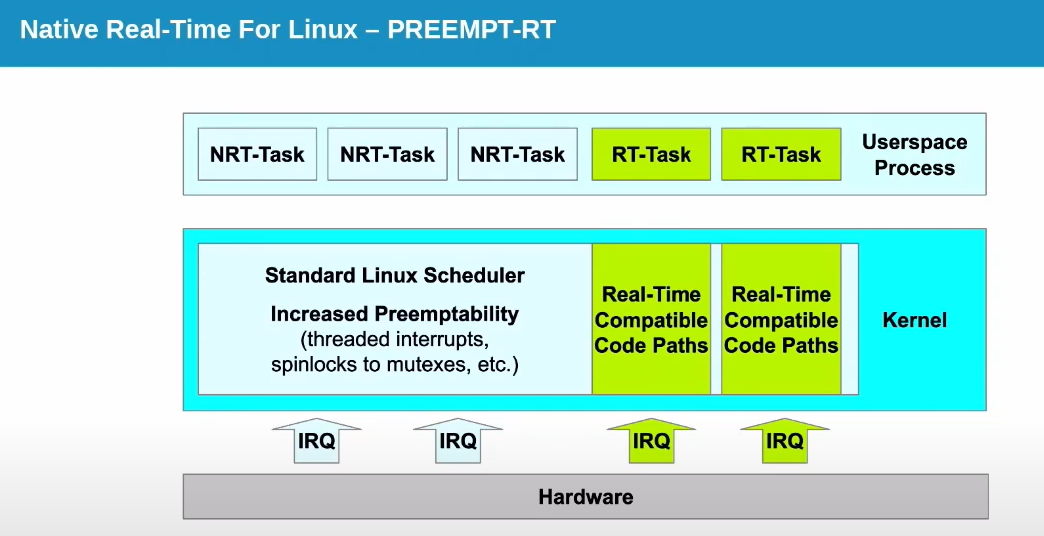 Native Real-Time For Linux – PREEMPT-RT
NRT-Task
NRT-Task
NRT-Task
RT-Task
RT-Task
Userspace
Process
Standard Linux Scheduler
Increased Preemptability
(threaded interrupts,
spinlocks to mutexes, etc.)
Real-Time
Compatible
Code Paths
Real-Time
Compatible
Code Paths
Kernel
IRQ
IRQ
IRQ
IRQ
Hardware